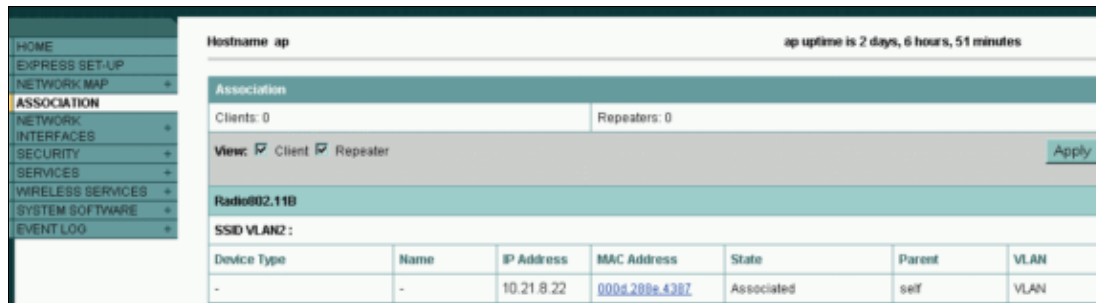 Hostname ap ap uptime is 2 days, 6 hours, 51 minutes
HOME
EXPRESS SET-UP
NETWORK MAP +
ASSOCIATION
NETWORK INTERFACES +
SECURITY +
SERVICES +
WIRELESS SERVICES +
SYSTEM SOFTWARE +
EVENT LOG +
Association
Clients: 0 Repeaters: 0
View: Client Repeater
Apply
Radio802.11B
SSID VLAN2 :
Device Type Name IP Address MAC Address State Parent VLAN
- - 10.21.8.22 000d.288e.4387 Associated self VLAN